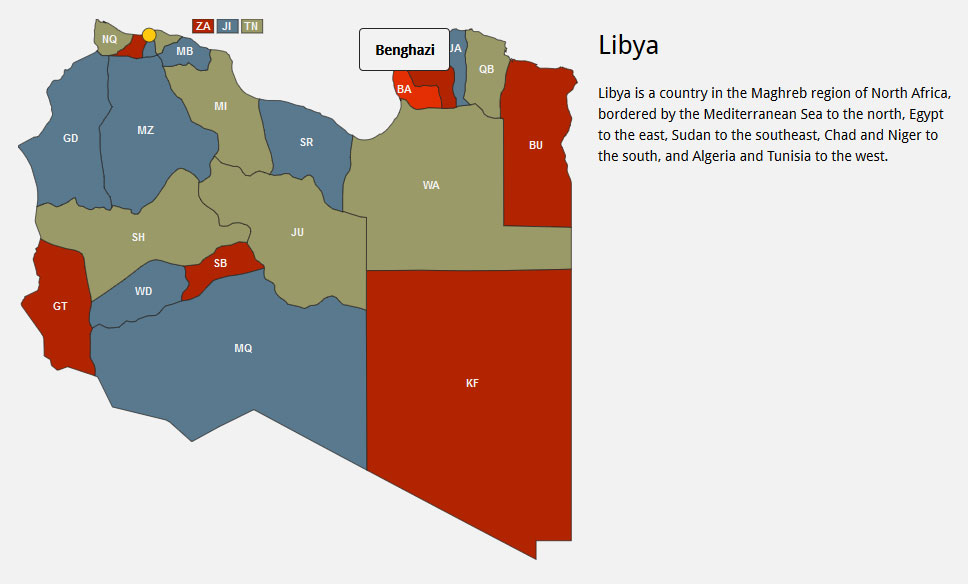 ZA JI TN
Libya
NQ
MB
Benghazi
JA
QB
BA
MI
GD
MZ
SR
BU
WA
SH
JU
SB
WD
GT
MQ
KF
Libya is a country in the Maghreb region of North Africa,
bordered by the Mediterranean Sea to the north, Egypt
to the east, Sudan to the southeast, Chad and Niger to
the south, and Algeria and Tunisia to the west.